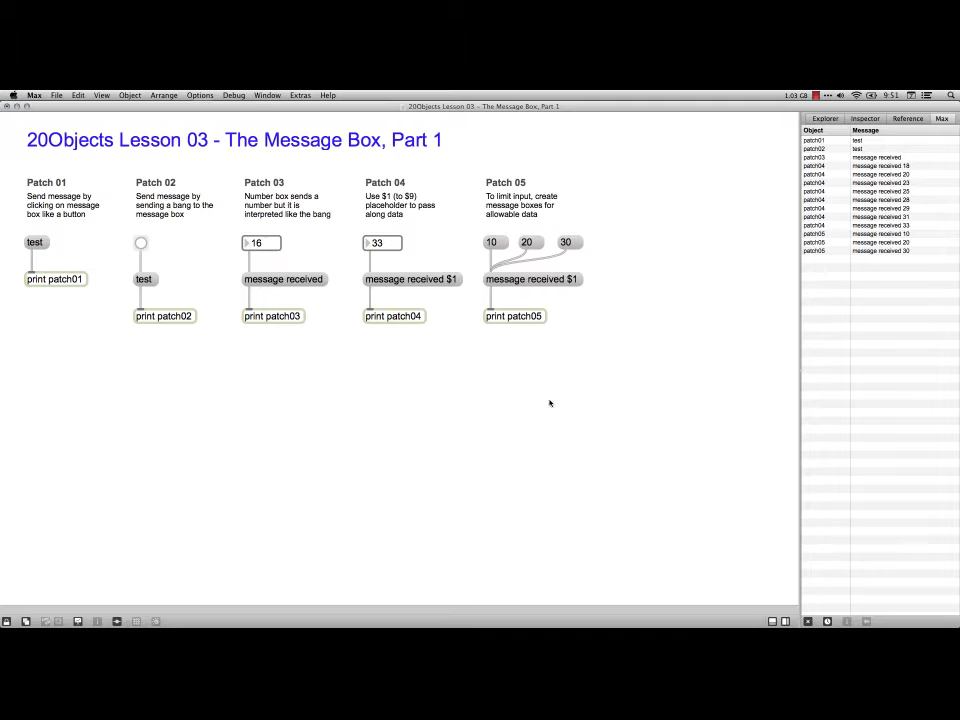 Max File Edit View Object Arrange Options Debug Window Extras Help 1.03 GB 9:51
20Objects Lesson 03 - The Message Box, Part 1
Explorer Inspector Reference Max
Object Message
patch01 test
patch02 test
patch03 message received
patch04 message received 18
patch04 message received 20
patch04 message received 23
patch04 message received 25
patch04 message received 28
patch04 message received 29
patch04 message received 31
patch04 message received 33
patch05 message received 10
patch05 message received 20
patch05 message received 30
20Objects Lesson 03 - The Message Box, Part 1
Patch 01
Send message by
clicking on message
box like a button
test
print patch01
Patch 02
Send message by
sending a bang to the
message box
test
print patch02
Patch 03
Number box sends a
number but it is
interpreted like the bang
16
message received
print patch03
Patch 04
Use $1 (to $9)
placeholder to pass
along data
33
message received $1
print patch04
Patch 05
To limit input, create
message boxes for
allowable data
10 20 30
message received $1
print patch05